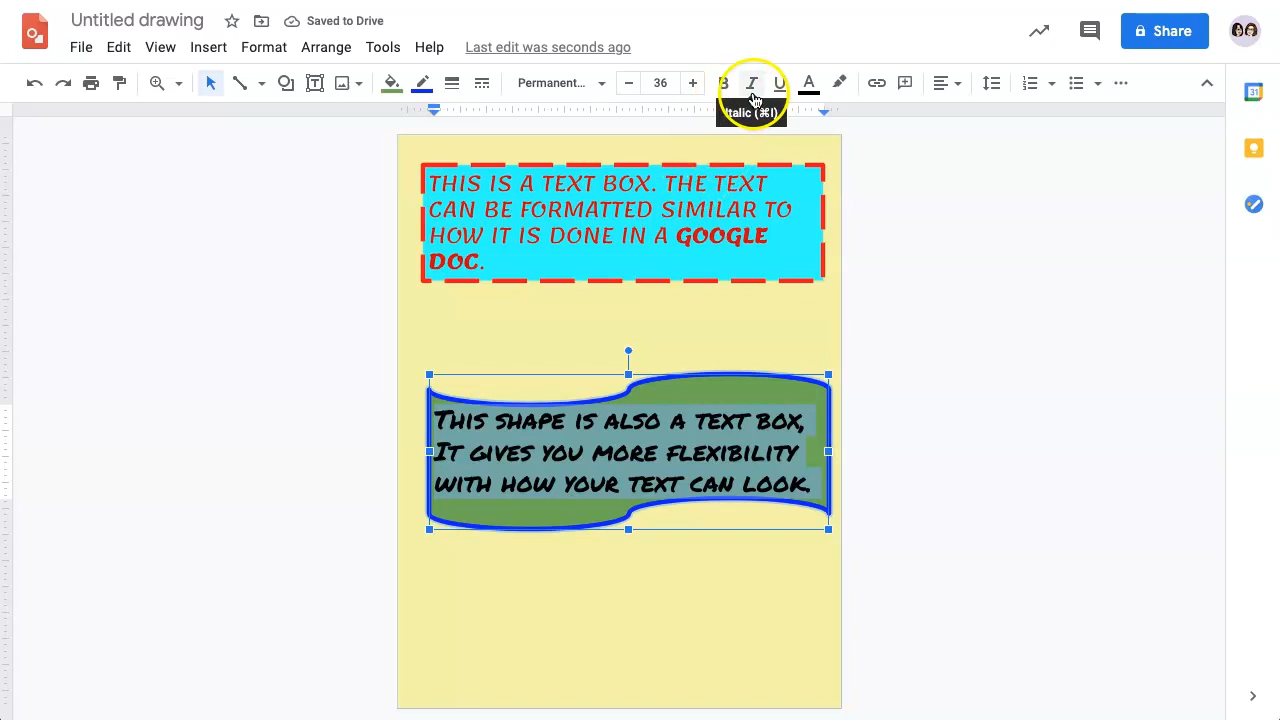 Untitled drawing
Saved to Drive
File Edit View Insert Format Arrange Tools Help Last edit was seconds ago
Share
Permanent... 36 B I U A
Italic (⌘I)
31
THIS IS A TEXT BOX. THE TEXT
CAN BE FORMATTED SIMILAR TO
HOW IT IS DONE IN A GOOGLE
DOC.
THIS SHAPE IS ALSO A TEXT BOX,
IT GIVES YOU MORE FLEXIBILITY
WITH HOW YOUR TEXT CAN LOOK.